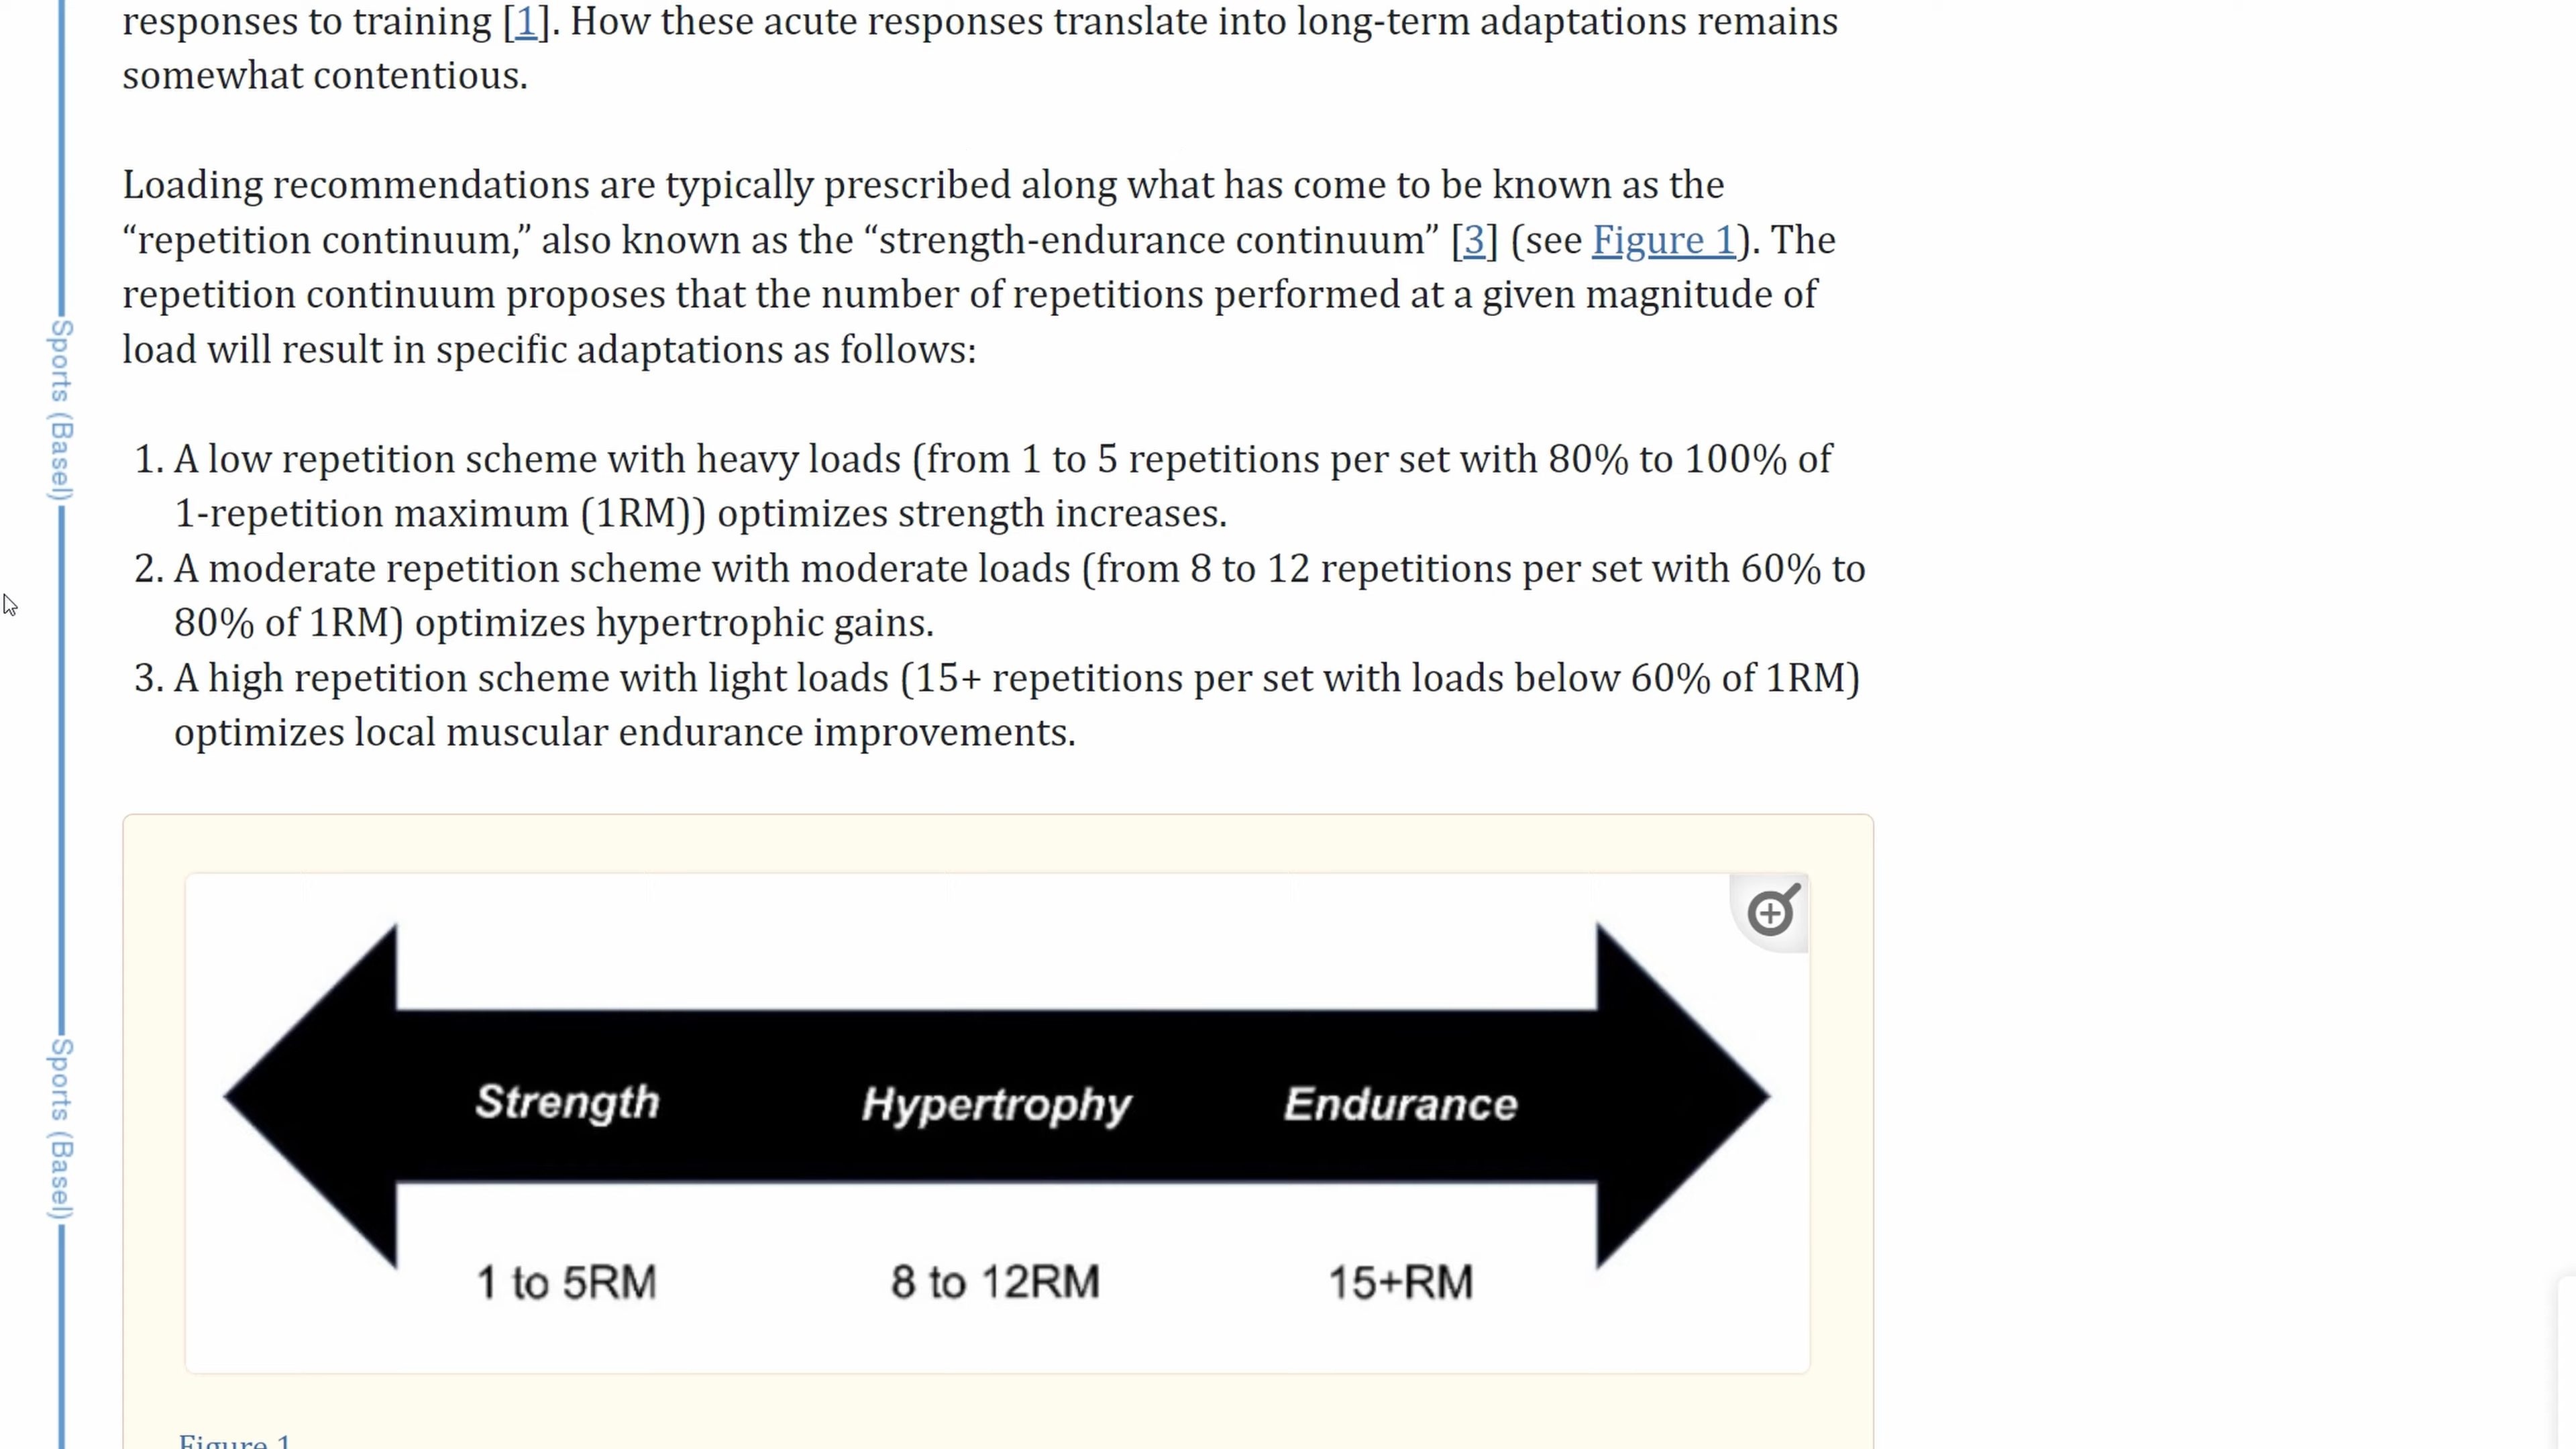 responses to training [1]. How these acute responses translate into long-term adaptations remains
somewhat contentious.
Loading recommendations are typically prescribed along what has come to be known as the
“repetition continuum,” also known as the “strength-endurance continuum” [3] (see Figure 1). The
repetition continuum proposes that the number of repetitions performed at a given magnitude of
load will result in specific adaptations as follows:
1. A low repetition scheme with heavy loads (from 1 to 5 repetitions per set with 80% to 100% of
1-repetition maximum (1RM)) optimizes strength increases.
2. A moderate repetition scheme with moderate loads (from 8 to 12 repetitions per set with 60% to
80% of 1RM) optimizes hypertrophic gains.
3. A high repetition scheme with light loads (15+ repetitions per set with loads below 60% of 1RM)
optimizes local muscular endurance improvements.
Strength Hypertrophy Endurance
1 to 5RM 8 to 12RM 15+RM
Figure 1
Sports (Basel)
Sports (Basel)